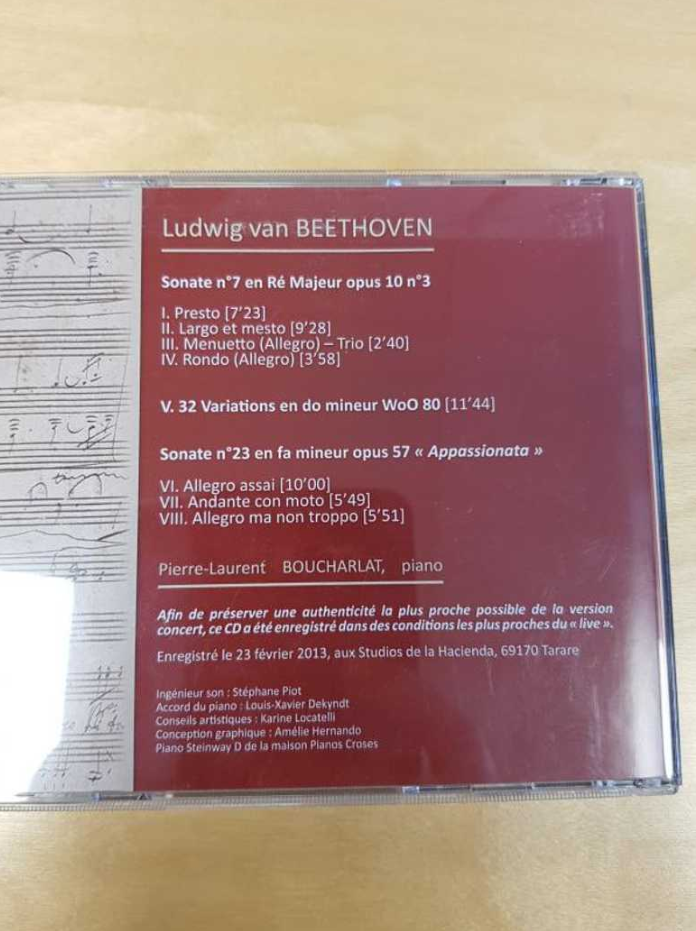 Ludwig van BEETHOVEN
Sonate n°7 en Ré Majeur opus 10 n°3
I. Presto [7’23]
II. Largo et mesto [9’28]
III. Menuetto (Allegro) – Trio [2’40]
IV. Rondo (Allegro) [3’58]
V. 32 Variations en do mineur WoO 80 [11’44]
Sonate n°23 en fa mineur opus 57 « Appassionata »
VI. Allegro assai [10’00]
VII. Andante con moto [5’49]
VIII. Allegro ma non troppo [5’51]
Pierre-Laurent BOUCHARLAT, piano
Afin de préserver une authenticité la plus proche possible de la version
concert, ce CD a été enregistré dans des conditions les plus proches du « live ».
Enregistré le 23 février 2013, aux Studios de la Hacienda, 69170 Tarare
Ingénieur son : Stéphane Piot
Accord du piano : Louis-Xavier Dekyndt
Conseils artistiques : Karine Locatelli
Conception graphique : Amélie Hernando
Piano Steinway D de la maison Pianos Croses